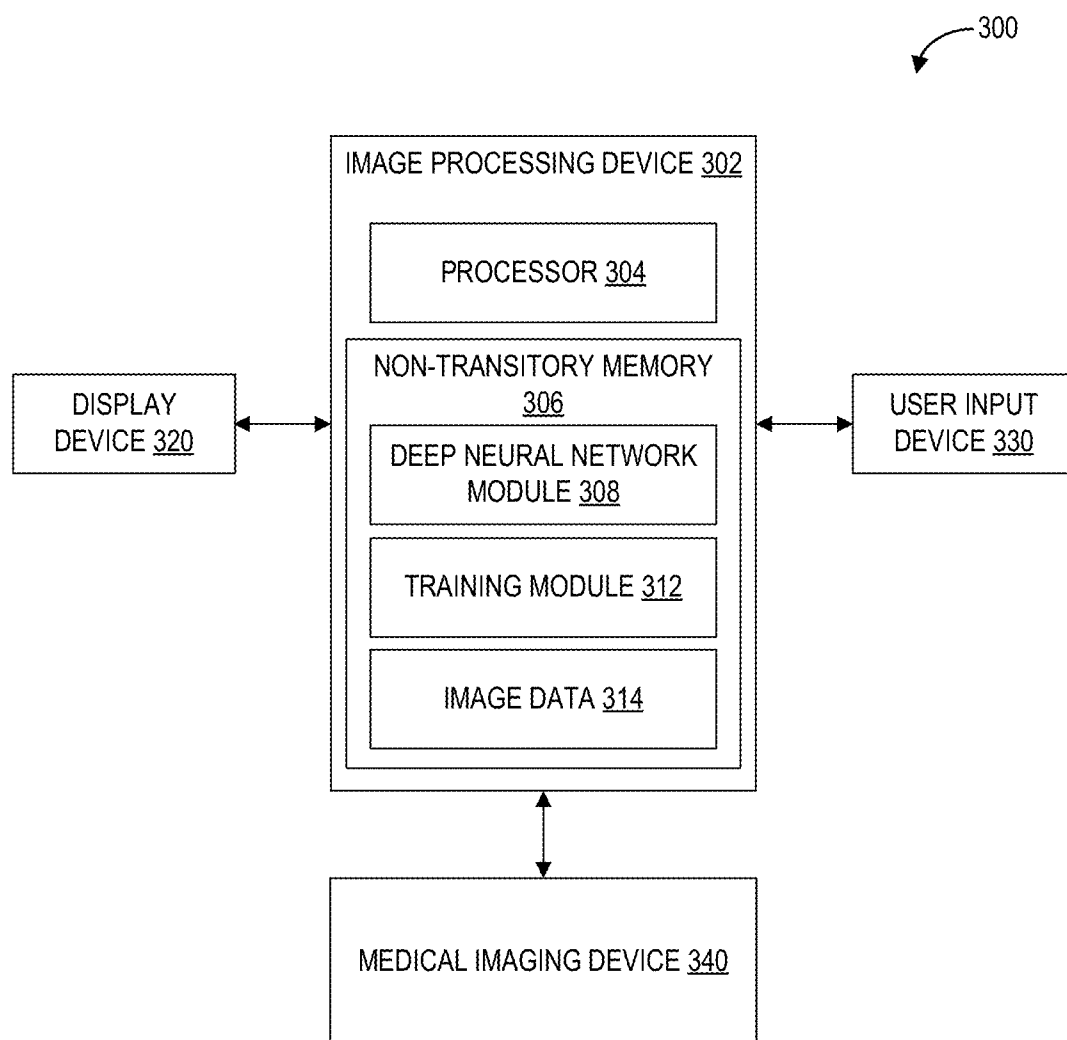 300
IMAGE PROCESSING DEVICE 302
PROCESSOR 304
NON-TRANSITORY MEMORY
306
DEEP NEURAL NETWORK
MODULE 308
TRAINING MODULE 312
IMAGE DATA 314
DISPLAY
DEVICE 320
USER INPUT
DEVICE 330
MEDICAL IMAGING DEVICE 340